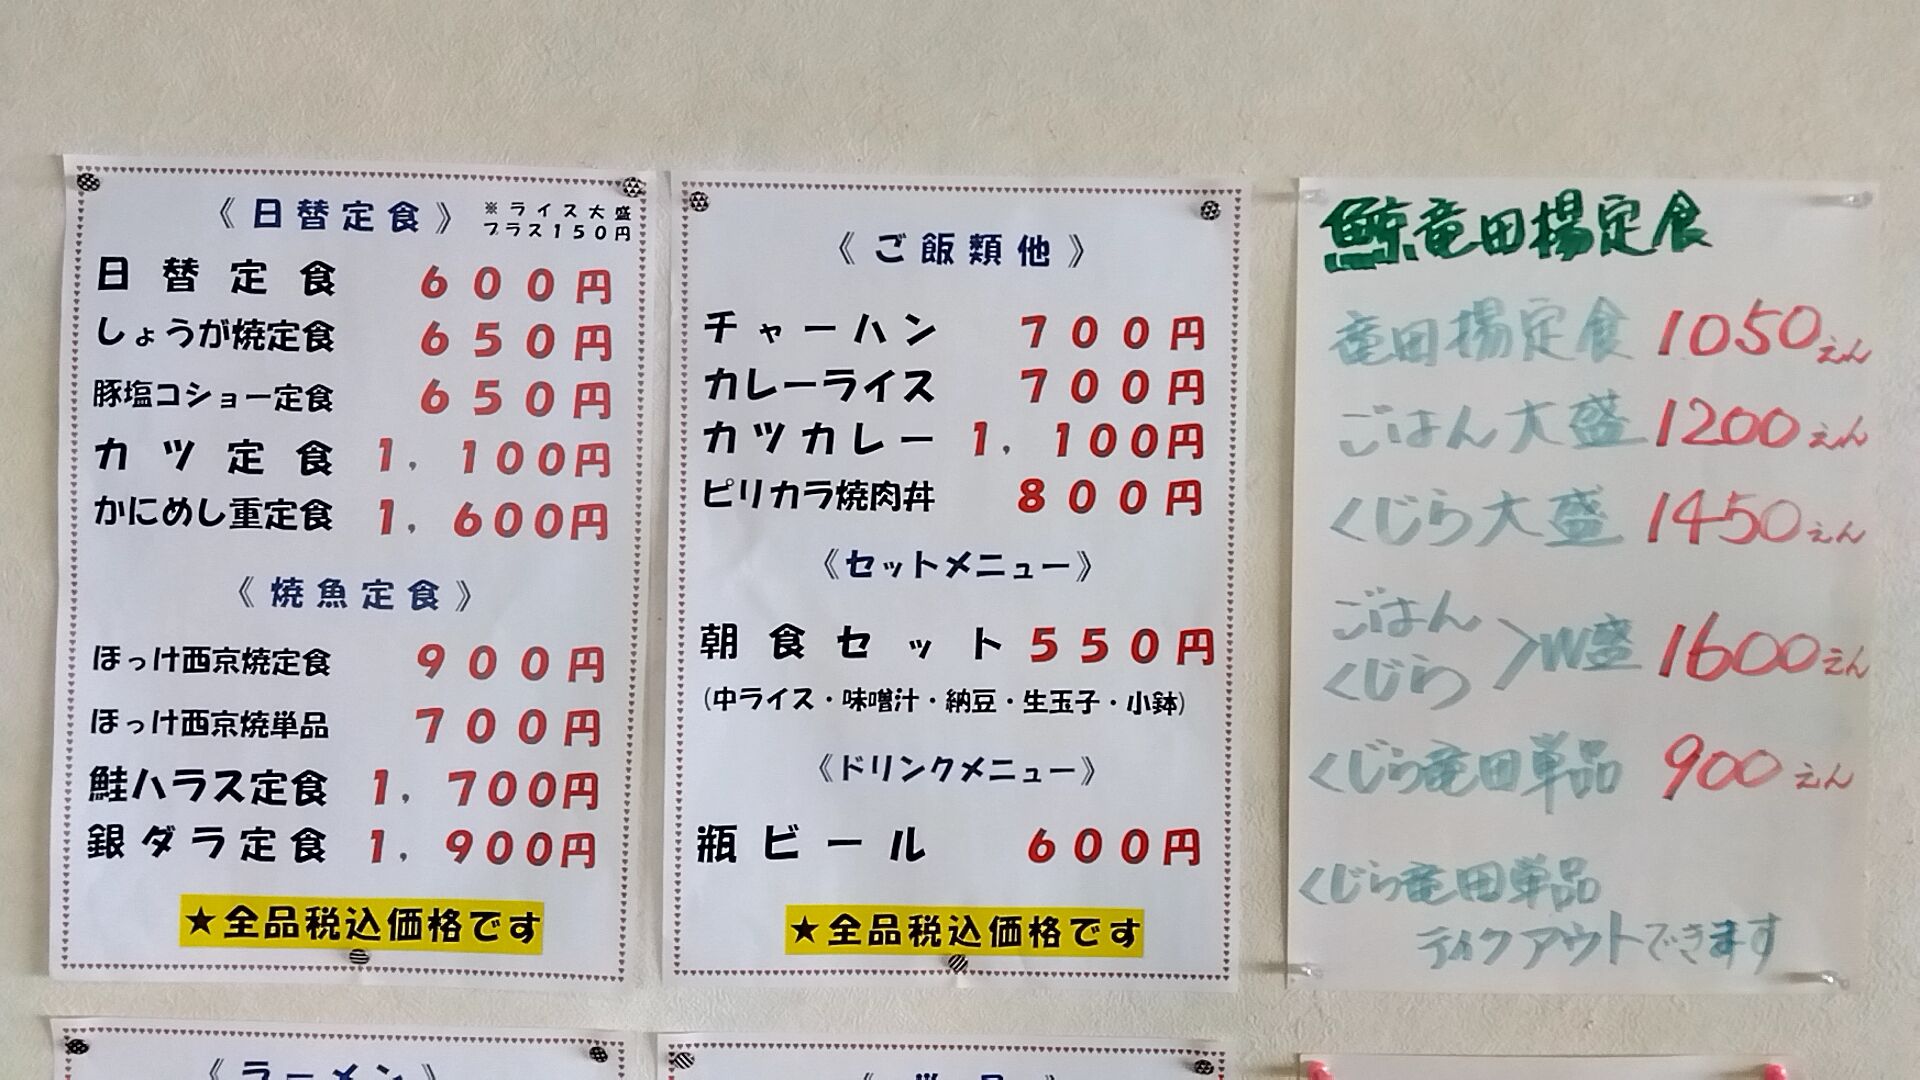 《日替定食》
※ライス大盛
プラス150円
日替定食 600円
しょうが焼定食 650円
豚塩コショー定食 650円
カツ定食 1,100円
かにめし重定食 1,600円
《焼魚定食》
ほっけ西京焼定食 900円
ほっけ西京焼単品 700円
鮭ハラス定食 1,700円
銀ダラ定食 1,900円
★全品税込価格です
《ご飯類他》
チャーハン 700円
カレーライス 700円
カツカレー 1,100円
ピリカラ焼肉丼 800円
《セットメニュー》
朝食セット 550円
(中ライス・味噌汁・納豆・生玉子・小鉢)
《ドリンクメニュー》
瓶ビール 600円
★全品税込価格です
鯨竜田揚定食
竜田揚定食 1050えん
ごはん大盛 1200えん
くじら大盛 1450えん
ごはん
くじら 〉W盛 1600えん
くじら竜田単品 900えん
くじら竜田単品
テイクアウトできます
《ラーメン》